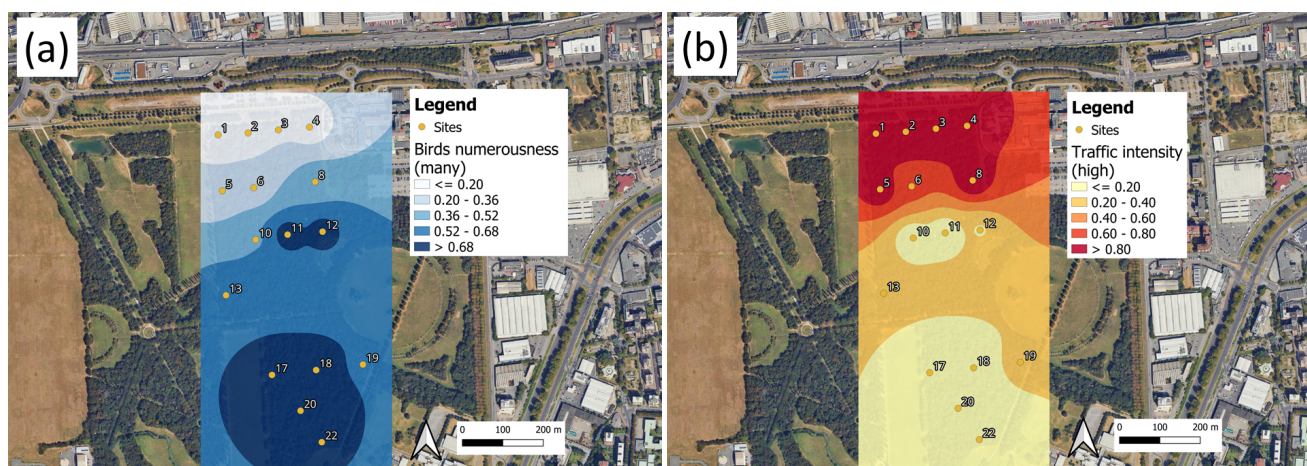 (a)
Legend
Sites
Birds numerousness
(many)
<= 0.20
0.20 - 0.36
0.36 - 0.52
0.52 - 0.68
> 0.68
1
2
3
4
5
6
8
10
11
12
13
17
18
19
20
22
0 100 200 m
(b)
Legend
Sites
Traffic intensity
(high)
<= 0.20
0.20 - 0.40
0.40 - 0.60
0.60 - 0.80
> 0.80
1
2
3
4
5
6
8
10
11
12
13
17
18
19
20
22
0 100 200 m